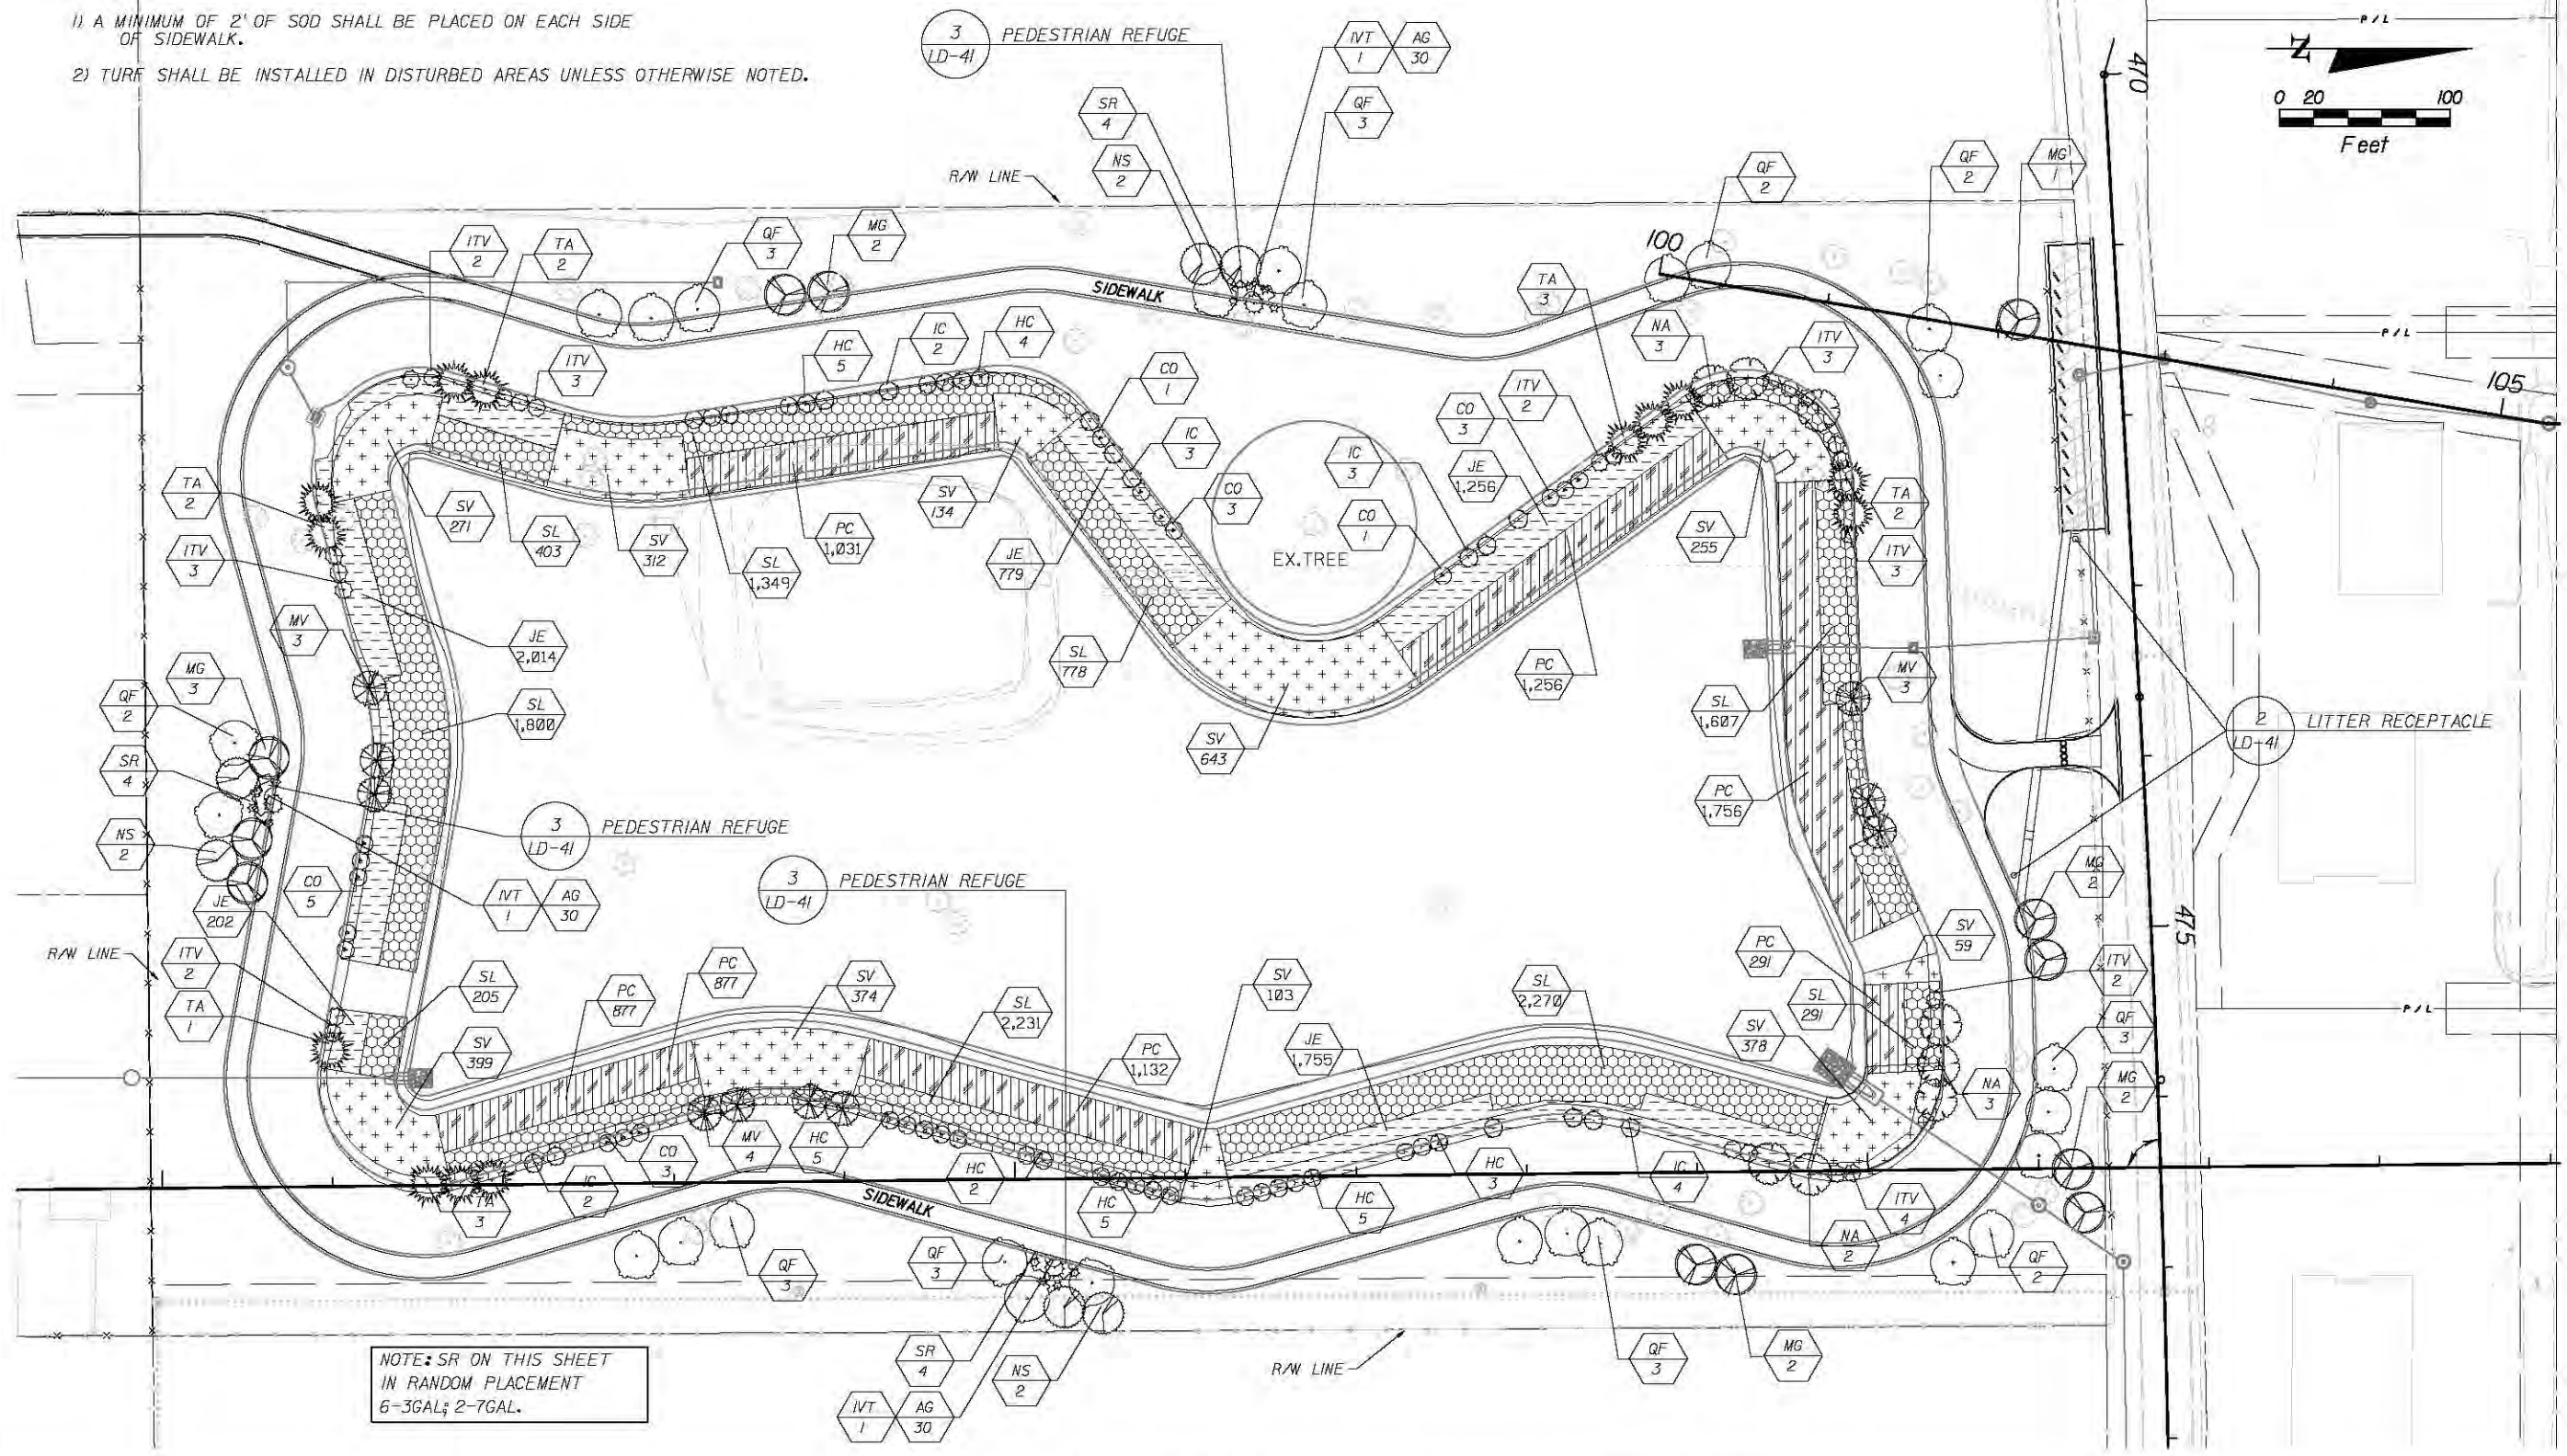 1) A MINIMUM OF 2' OF SOD SHALL BE PLACED ON EACH SIDE
OF SIDEWALK.
2) TURF SHALL BE INSTALLED IN DISTURBED AREAS UNLESS OTHERWISE NOTED.
3
LD-41
PEDESTRIAN REFUGE
IVT
1
AG
30
SR
4
QF
3
NS
2
R/W LINE
QF
2
QF
2
MG
1
470
P/L
N
0 20 100
Feet
ITV
2
TA
2
QF
3
MG
2
SIDEWALK
100
TA
3
NA
3
ITV
3
P/L
105
ITV
3
HC
5
IC
2
HC
4
CO
1
IC
3
CO
3
ITV
2
CO
3
IC
3
JE
1,256
CO
1
EX.TREE
TA
2
ITV
3
SV
271
SL
403
SV
312
SL
1,349
PC
1,031
SV
134
JE
779
SV
255
TA
2
ITV
3
MV
3
JE
2,014
MG
3
QF
2
SL
1,800
SL
778
SV
643
PC
1,256
SL
1,607
MV
3
2
LD-41
LITTER RECEPTACLE
SR
4
NS
2
3
LD-41
PEDESTRIAN REFUGE
PC
1,756
CO
5
JE
202
IVT
1
AG
30
3
LD-41
PEDESTRIAN REFUGE
MG
2
475
R/W LINE
ITV
2
TA
1
SL
205
SV
399
PC
877
PC
877
SV
374
SL
2,231
PC
1,132
SV
103
JE
1,755
SL
2,270
PC
291
SV
59
ITV
2
SL
291
SV
378
QF
3
MG
2
NA
3
P/L
TA
3
IC
2
CO
3
MV
4
HC
5
SIDEWALK
HC
2
HC
5
HC
5
HC
3
IC
4
ITV
4
NA
2
QF
3
QF
3
QF
2
SR
4
NS
2
IVT
1
AG
30
R/W LINE
QF
3
MG
2
NOTE: SR ON THIS SHEET
IN RANDOM PLACEMENT
6-3GAL; 2-7GAL.